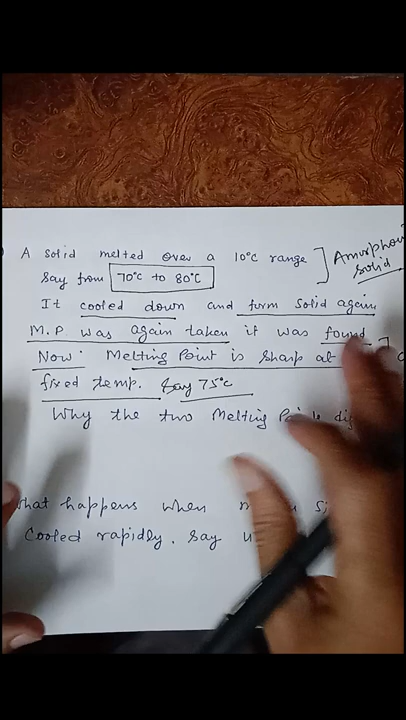 A solid melted over a 10°C range
Say from 70°C to 80°C
Amorphous
solid
It cooled down and form solid again
M.P. was again taken it was found
Now: Melting Point is sharp at
fixed temp. Say 75°c
Why the two Melting
what happens when
Cooled rapidly. Say